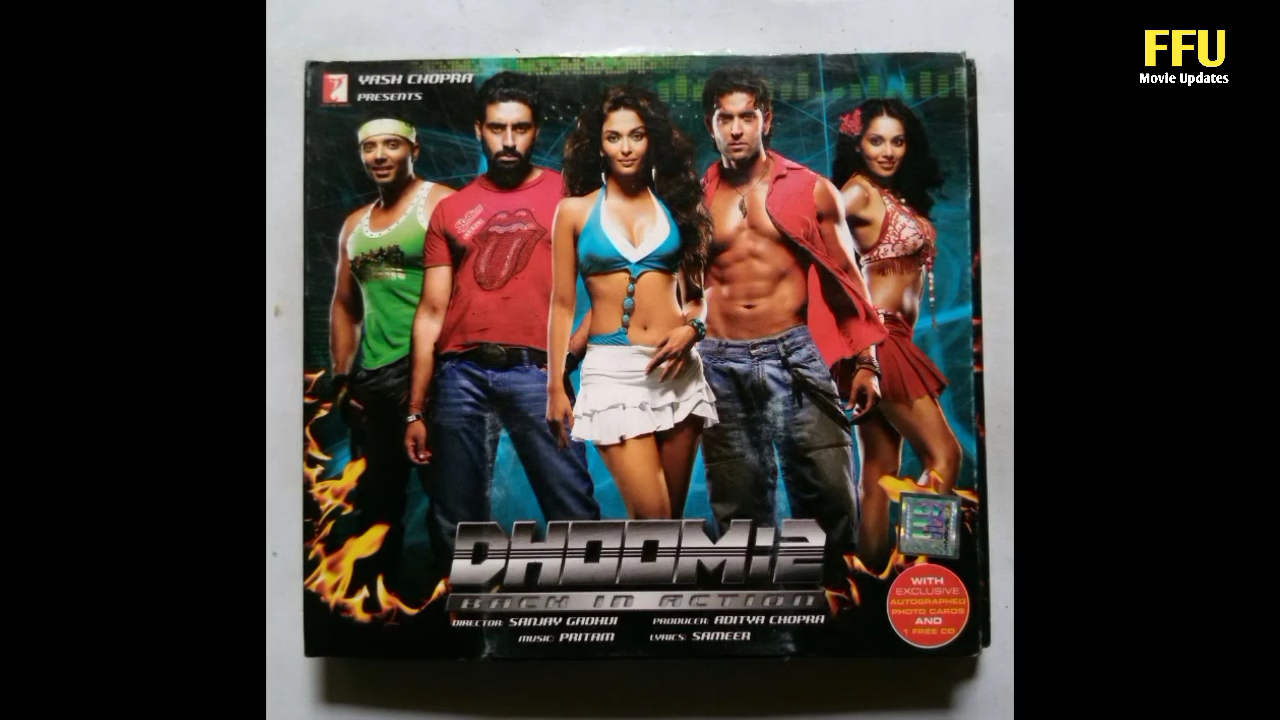 FFU
Movie Updates
YASH CHOPRA
PRESENTS
DHOOM:2
BACK IN ACTION
DIRECTOR: SANJAY GADHVI PRODUCER: ADITYA CHOPRA
MUSIC: PRITAM LYRICS: SAMEER
WITH
EXCLUSIVE
AUTOGRAPHED
PHOTO CARDS
AND
1 FREE CD